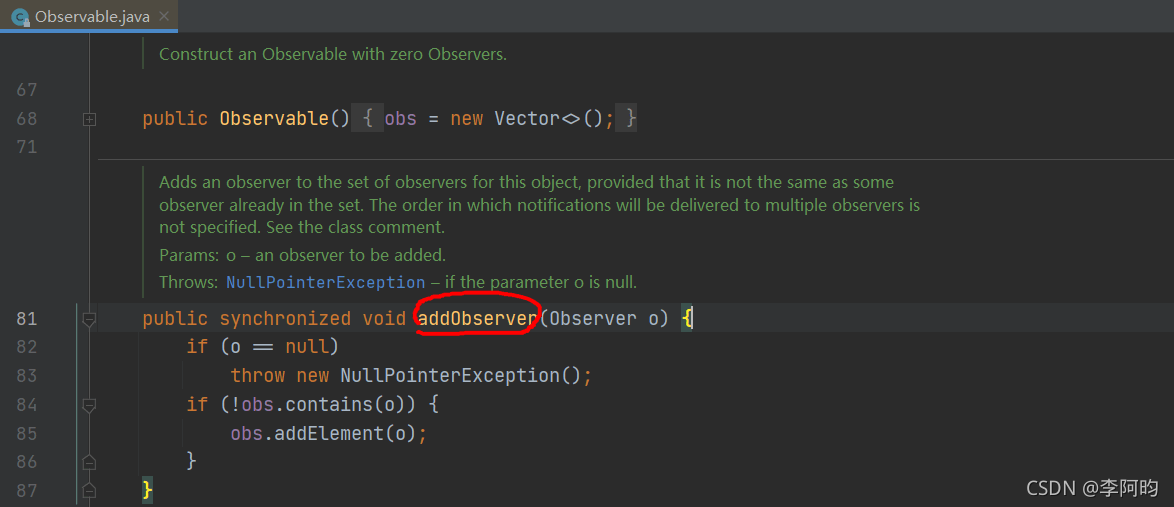 Observable.java
Construct an Observable with zero Observers.
67
68 public Observable() { obs = new Vector<>(); }
71
Adds an observer to the set of observers for this object, provided that it is not the same as some
observer already in the set. The order in which notifications will be delivered to multiple observers is
not specified. See the class comment.
Params: o – an observer to be added.
Throws: NullPointerException – if the parameter o is null.
81 public synchronized void addObserver(Observer o) {
82 if (o == null)
83 throw new NullPointerException();
84 if (!obs.contains(o)) {
85 obs.addElement(o);
86 }
87 }
CSDN @李阿昀